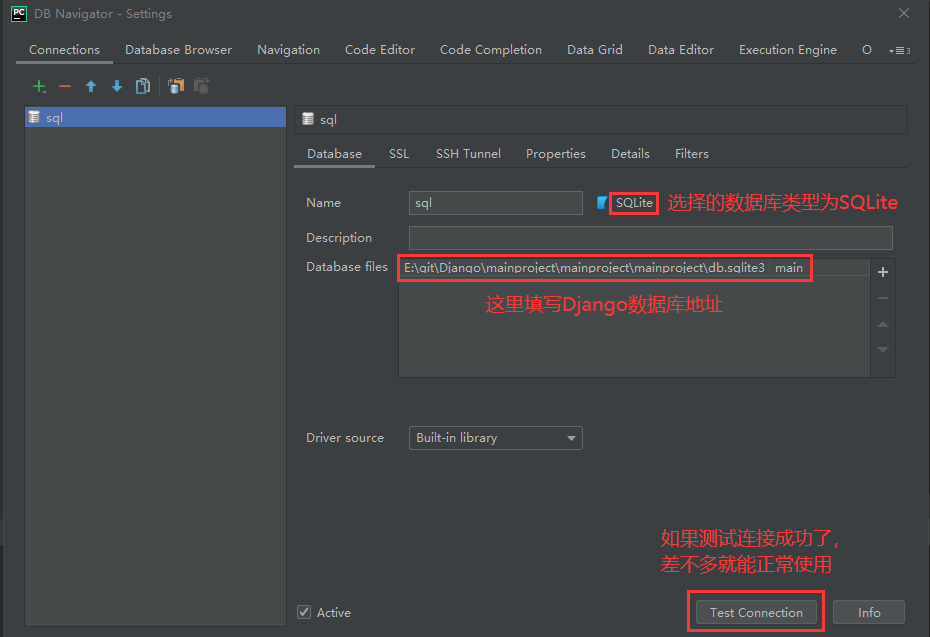 PC DB Navigator - Settings
Connections Database Browser Navigation Code Editor Code Completion Data Grid Data Editor Execution Engine O 3
sql
sql
Database SSL SSH Tunnel Properties Details Filters
Name sql SQLite 选择的数据库类型为SQLite
Description
Database files E:\git\Django\mainproject\mainproject\mainproject\db.sqlite3 main
这里填写Django数据库地址
Driver source Built-in library
如果测试连接成功了,
差不多就能正常使用
Active Test Connection Info